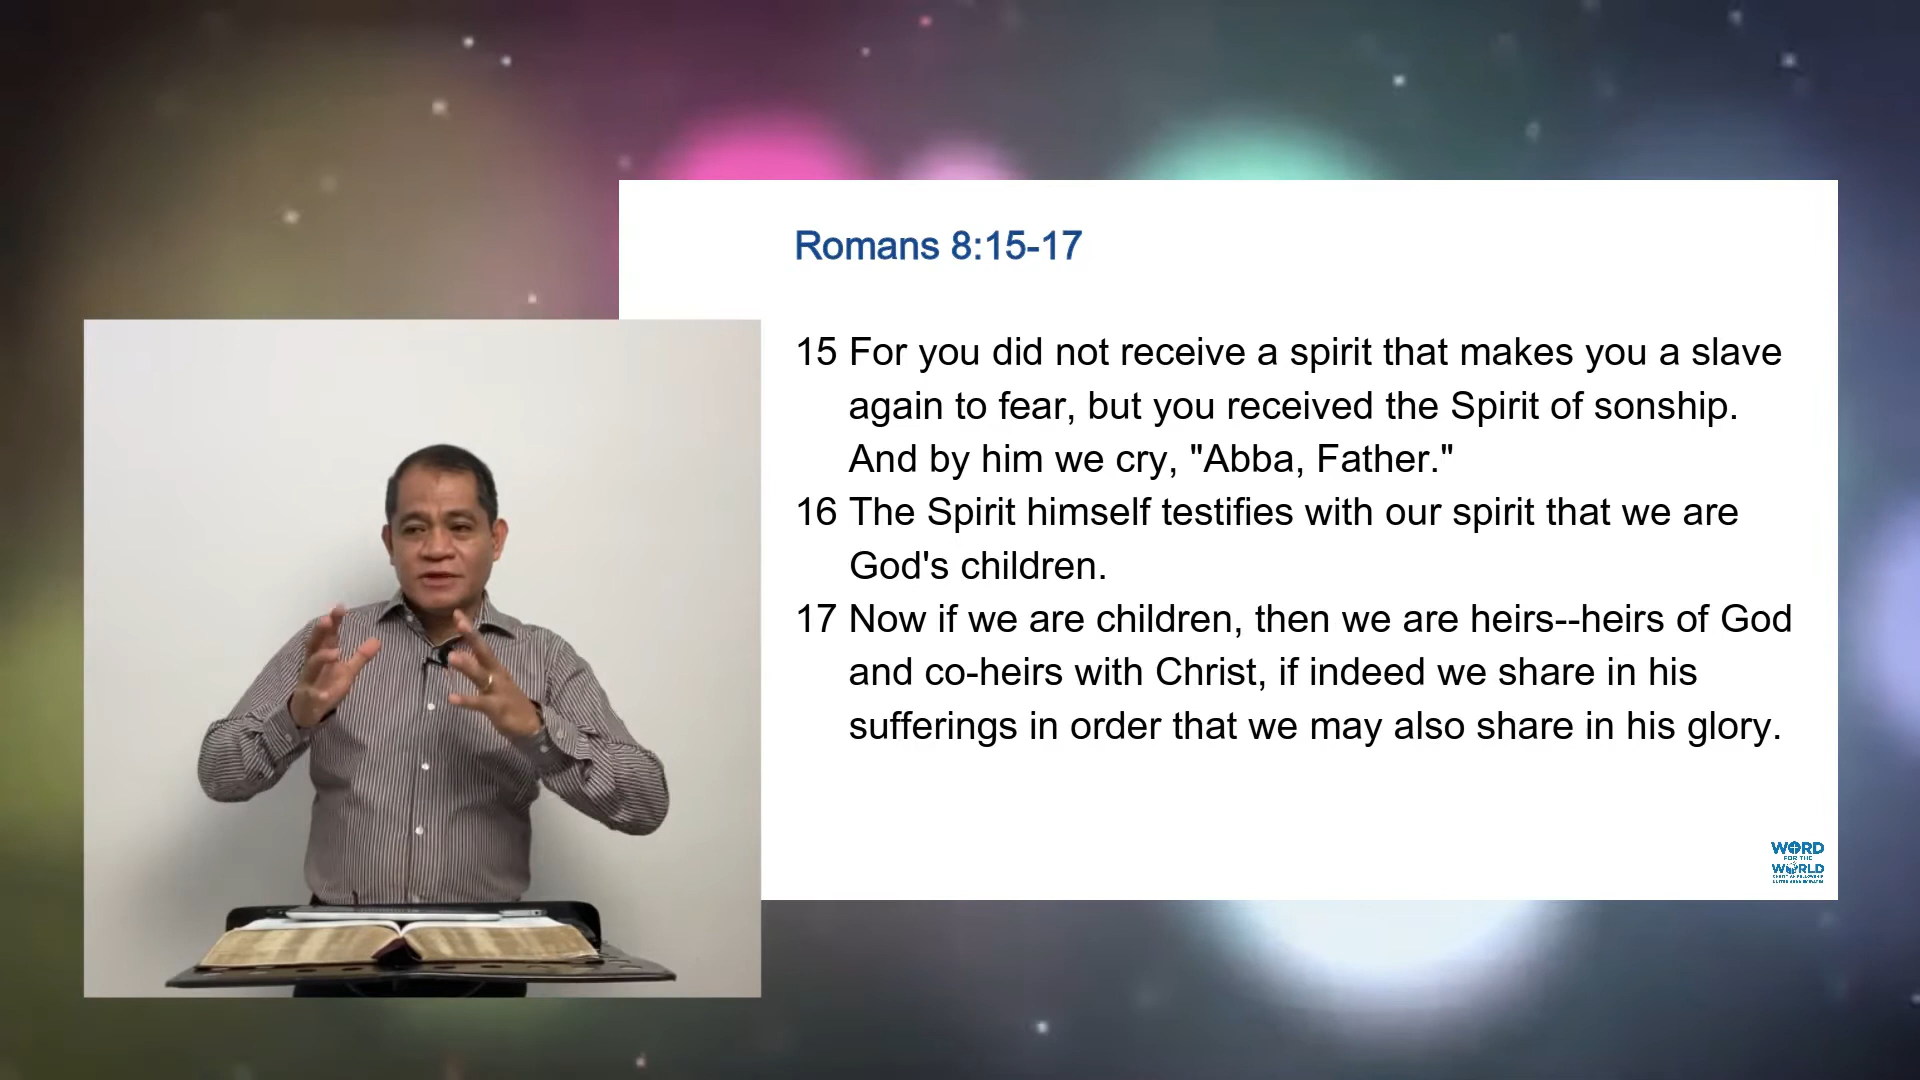 Romans 8:15-17
15 For you did not receive a spirit that makes you a slave
again to fear, but you received the Spirit of sonship.
And by him we cry, "Abba, Father."
16 The Spirit himself testifies with our spirit that we are
God's children.
17 Now if we are children, then we are heirs--heirs of God
and co-heirs with Christ, if indeed we share in his
sufferings in order that we may also share in his glory.
WORD
FOR THE
WORLD